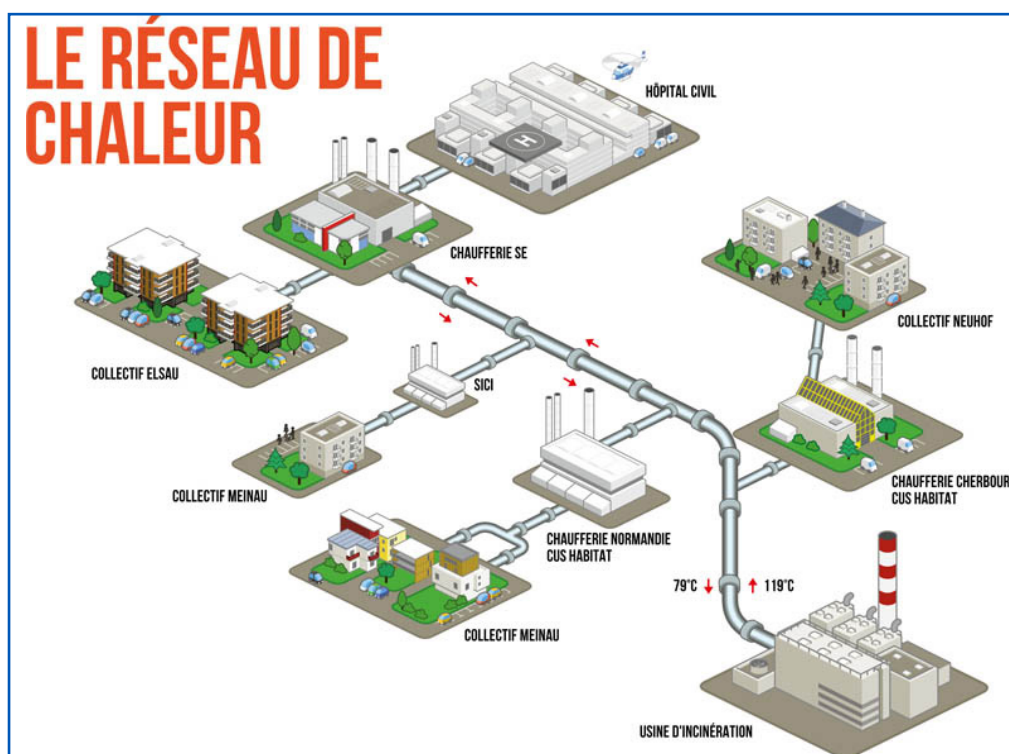 LE RÉSEAU DE
CHALEUR
HÔPITAL CIVIL
H
CHAUFFERIE SE
COLLECTIF NEUHOF
COLLECTIF ELSAU
SICI
CHAUFFERIE CHERBOUR
CUS HABITAT
COLLECTIF MEINAU
CHAUFFERIE NORMANDIE
CUS HABITAT
79°C 119°C
COLLECTIF MEINAU
USINE D'INCINÉRATION